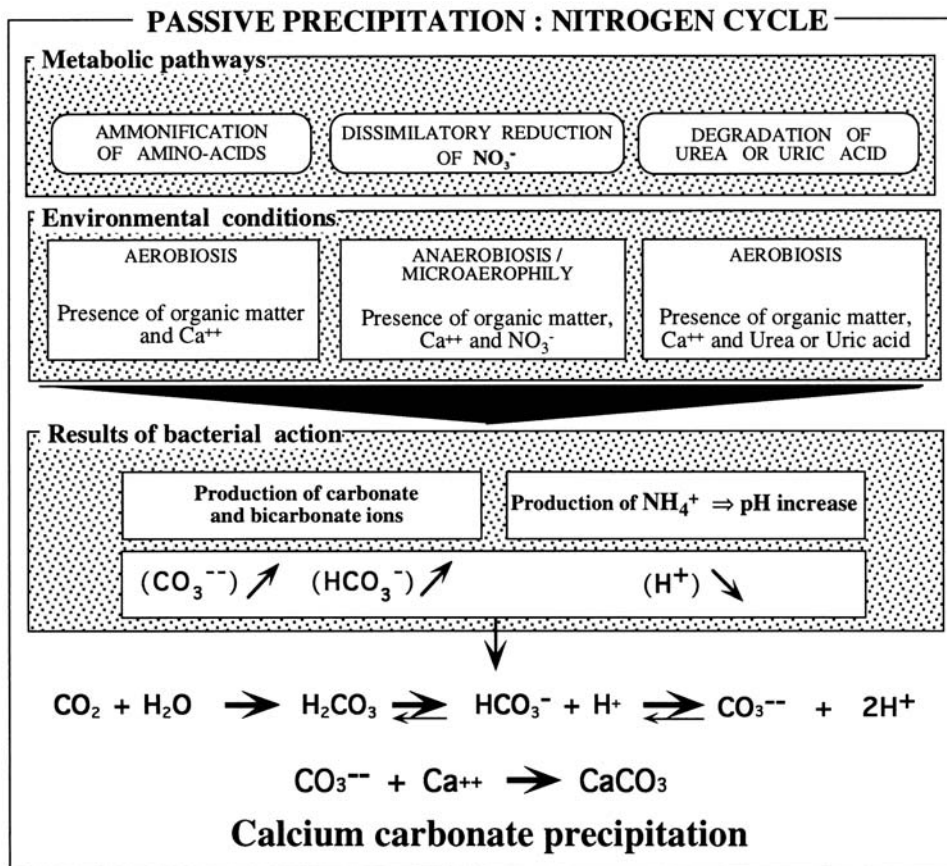 PASSIVE PRECIPITATION : NITROGEN CYCLE
Metabolic pathways
AMMONIFICATION
OF AMINO-ACIDS
DISSIMILATORY REDUCTION
OF NO₃⁻
DEGRADATION OF
UREA OR URIC ACID
Environmental conditions
AEROBIOSIS
Presence of organic matter
and Ca⁺⁺
ANAEROBIOSIS /
MICROAEROPHILY
Presence of organic matter,
Ca⁺⁺ and NO₃⁻
AEROBIOSIS
Presence of organic matter,
Ca⁺⁺ and Urea or Uric acid
Results of bacterial action
Production of carbonate
and bicarbonate ions
Production of NH₄⁺ ⇒ pH increase
(CO₃⁻⁻) ↗ (HCO₃⁻) ↗ (H⁺) ↘
CO₂ + H₂O → H₂CO₃ ⇄ HCO₃⁻ + H⁺ ⇄ CO₃⁻⁻ + 2H⁺
CO₃⁻⁻ + Ca⁺⁺ → CaCO₃
Calcium carbonate precipitation